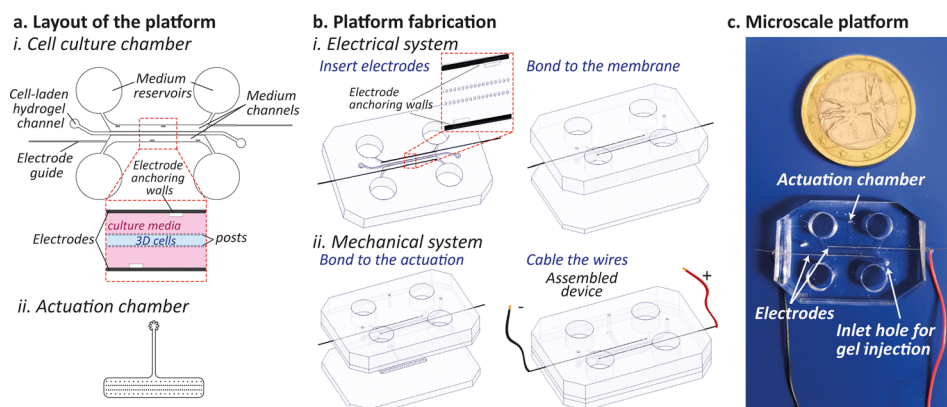 a. Layout of the platform
i. Cell culture chamber
Cell-laden
hydrogel
channel
Medium
reservoirs
Medium
channels
Electrode
guide
Electrode
anchoring
walls
Electrodes
culture media
3D cells
posts
ii. Actuation chamber
b. Platform fabrication
i. Electrical system
Insert electrodes
Electrode
anchoring walls
Bond to the membrane
ii. Mechanical system
Bond to the actuation
Cable the wires
Assembled
device
-
+
c. Microscale platform
Actuation chamber
Electrodes
Inlet hole for
gel injection